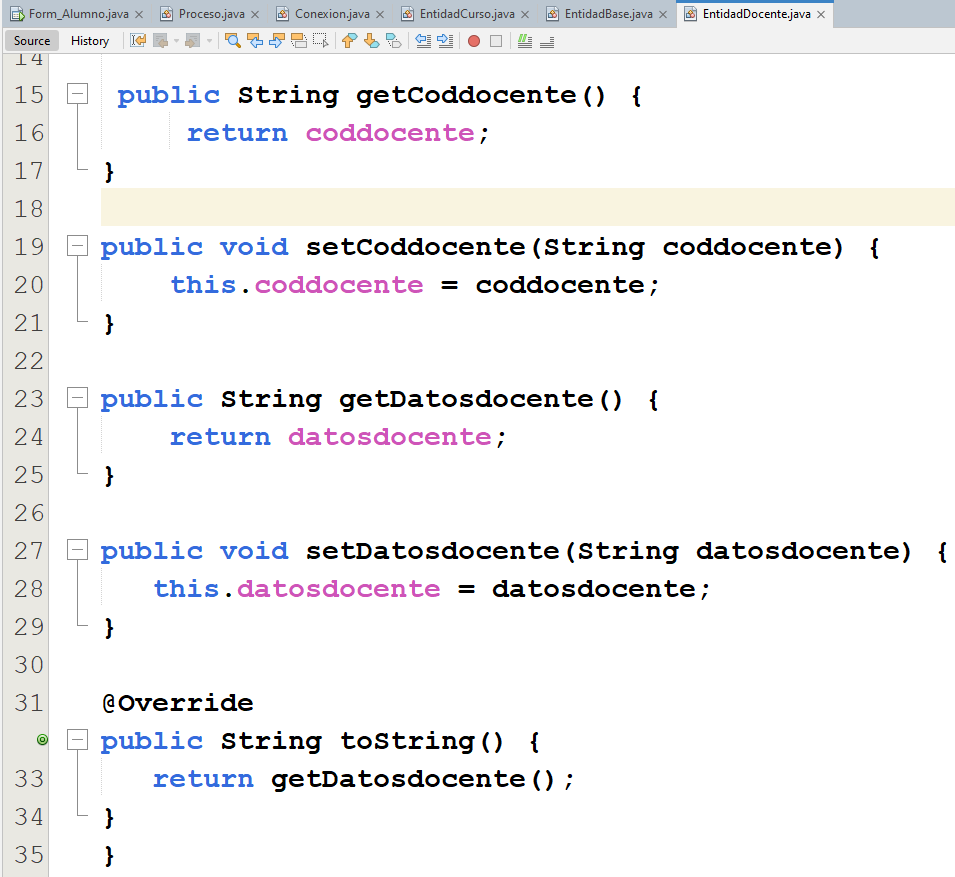 Form_Alumno.java Proceso.java Conexion.java EntidadCurso.java EntidadBase.java EntidadDocente.java
Source History
14
15 public String getCoddocente() {
16 return coddocente;
17 }
18
19 public void setCoddocente(String coddocente) {
20 this.coddocente = coddocente;
21 }
22
23 public String getDatosdocente() {
24 return datosdocente;
25 }
26
27 public void setDatosdocente(String datosdocente) {
28 this.datosdocente = datosdocente;
29 }
30
31 @Override
public String toString() {
33 return getDatosdocente();
34 }
35 }